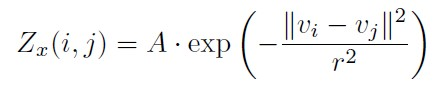 Z_x(i, j) = A · exp(−‖v_i − v_j‖² / r²)